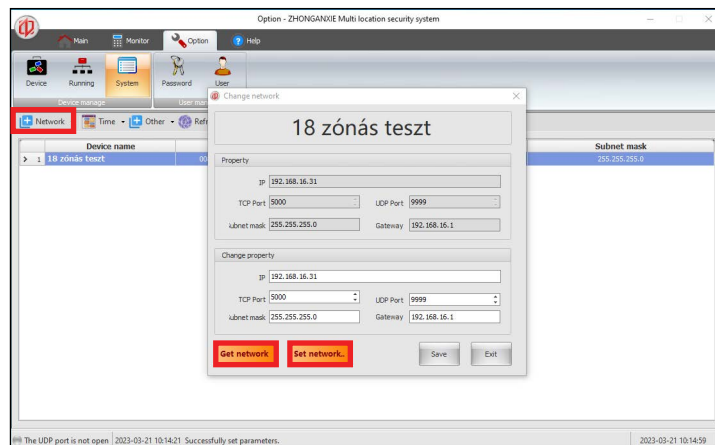 Option - ZHONGANXIE Multi location security system
Main Monitor Option Help
Device Running System Password User
Device manage User
Network Time Other
Change network
18 zónás teszt
Device name Subnet mask
1 18 zónás teszt 00 255.255.255.0
Property
IP 192.168.16.31
TCP Port 5000 UDP Port 9999
ubnet mask 255.255.255.0 Gateway 192.168.16.1
Change property
IP 192.168.16.31
TCP Port 5000 UDP Port 9999
ubnet mask 255.255.255.0 Gateway 192.168.16.1
Get network Set network.. Save Exit
The UDP port is not open 2023-03-21 10:14:21 Successfully set parameters. 2023-03-21 10:14:59